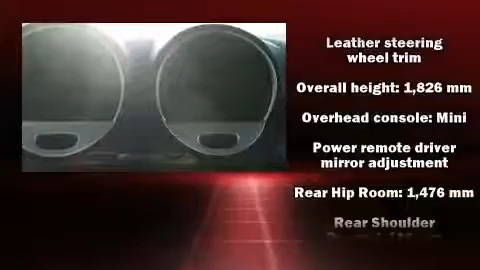 Leather steering
wheel trim
Overall height: 1,826 mm
Overhead console: Mini
Power remote driver
mirror adjustment
Rear Hip Room: 1,476 mm
Rear Shoulder